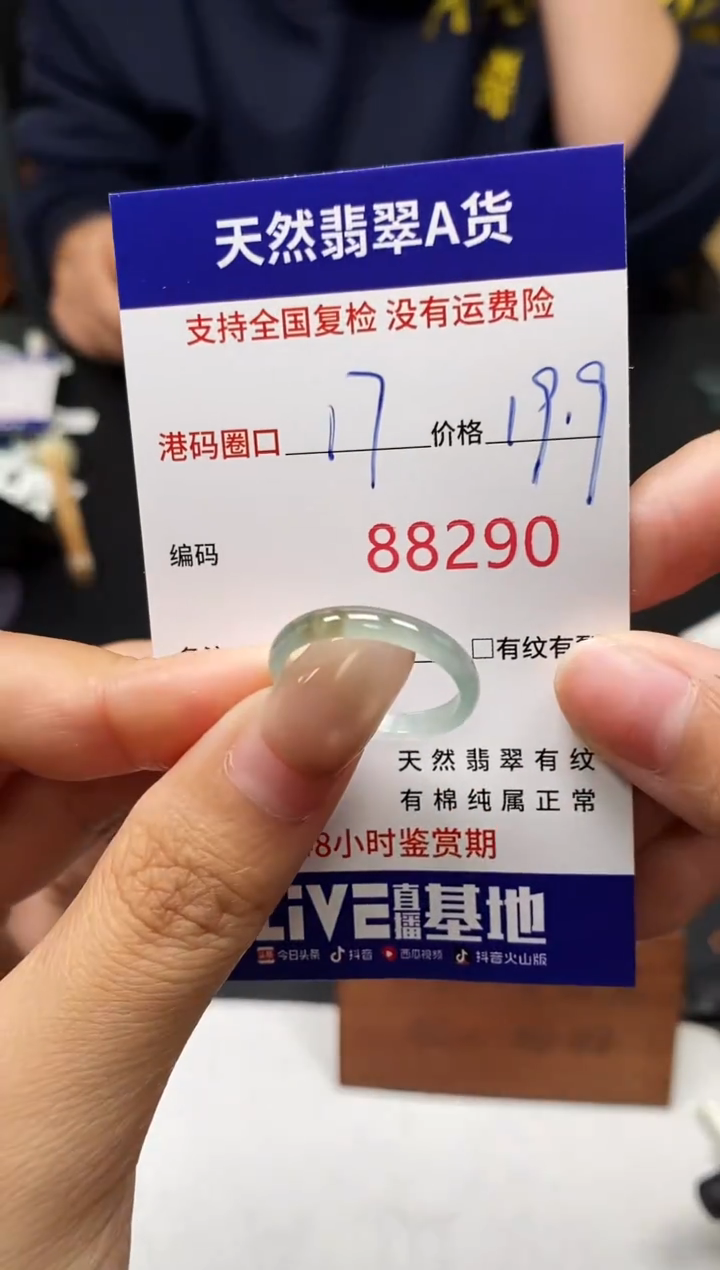 天然翡翠A货
支持全国复检 没有运费险
港码圈口 17 价格 19.9
编码 88290
□有纹有
天然翡翠有纹
有棉纯属正常
8小时鉴赏期
LiVE直播基地
今日头条 抖音 西瓜视频 抖音火山版